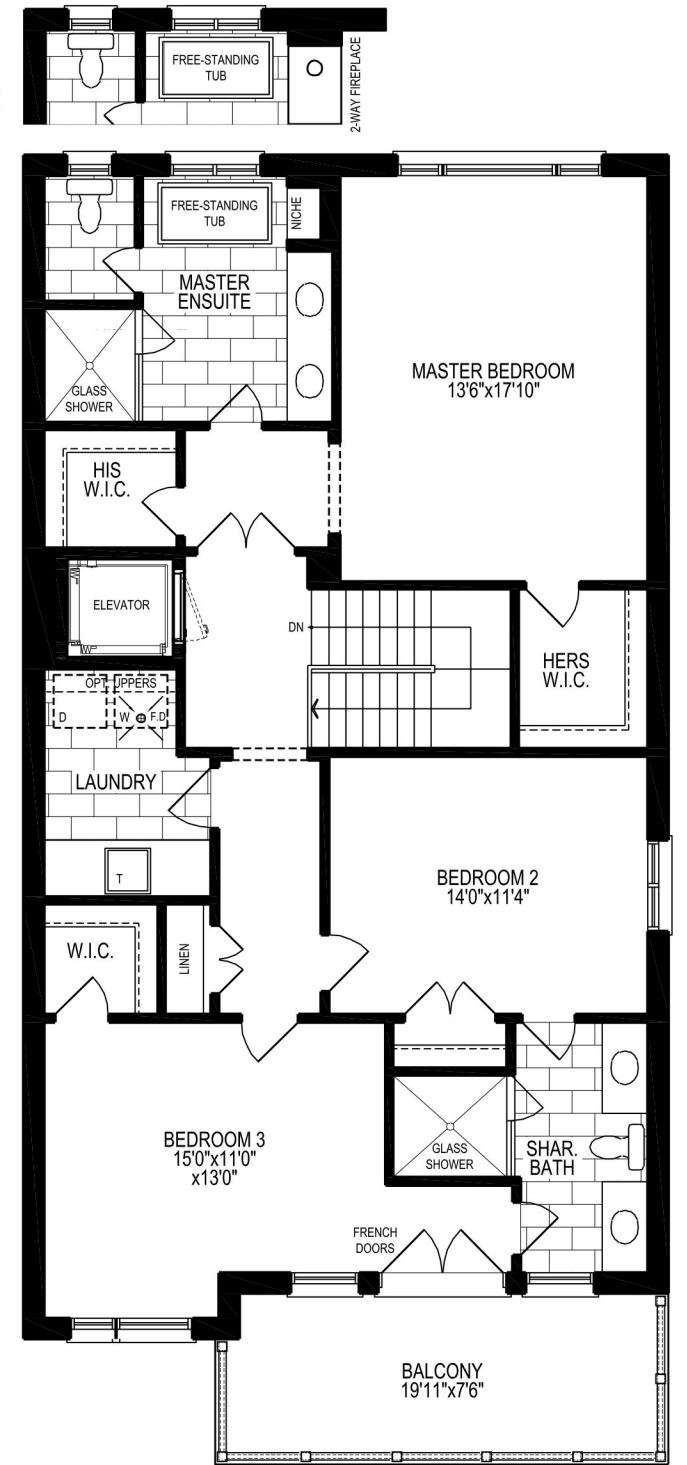 FREE-STANDING
TUB
2-WAY FIREPLACE
FREE-STANDING
TUB
NICHE
MASTER
ENSUITE
GLASS
SHOWER
MASTER BEDROOM
13'6"x17'10"
HIS
W.I.C.
ELEVATOR
DN
HERS
W.I.C.
OPT. UPPERS
D
W
F.D
LAUNDRY
T
BEDROOM 2
14'0"x11'4"
W.I.C.
LINEN
BEDROOM 3
15'0"x11'0"
x13'0"
GLASS
SHOWER
SHAR.
BATH
FRENCH
DOORS
BALCONY
19'11"x7'6"